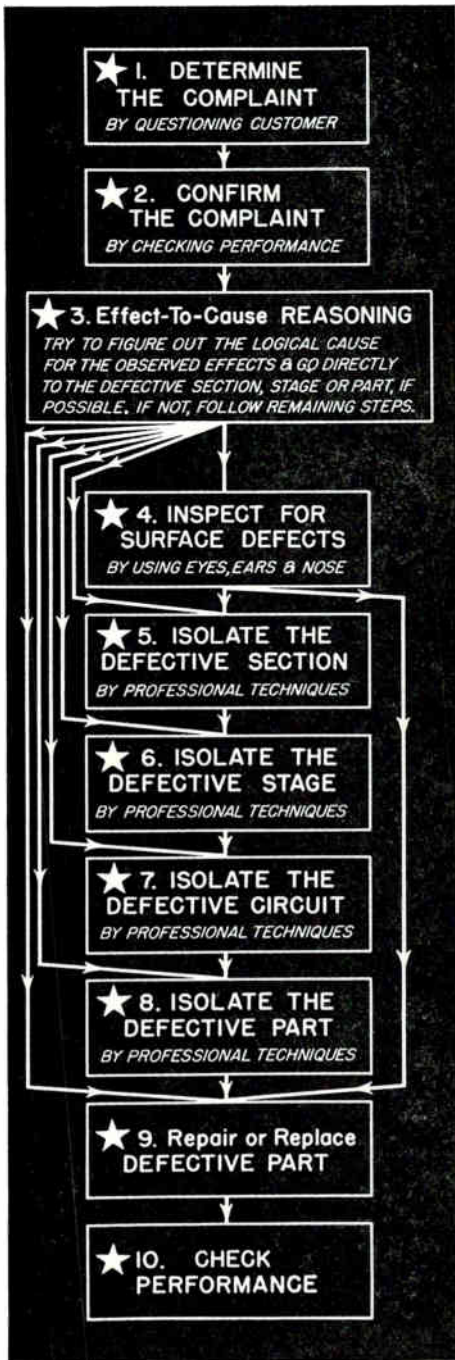 ★ 1. DETERMINE
THE COMPLAINT
BY QUESTIONING CUSTOMER
★ 2. CONFIRM
THE COMPLAINT
BY CHECKING PERFORMANCE
★ 3. Effect-To-Cause REASONING
TRY TO FIGURE OUT THE LOGICAL CAUSE
FOR THE OBSERVED EFFECTS & GO DIRECTLY
TO THE DEFECTIVE SECTION, STAGE OR PART, IF
POSSIBLE. IF NOT, FOLLOW REMAINING STEPS.
★ 4. INSPECT FOR
SURFACE DEFECTS
BY USING EYES, EARS & NOSE
★ 5. ISOLATE THE
DEFECTIVE SECTION
BY PROFESSIONAL TECHNIQUES
★ 6. ISOLATE THE
DEFECTIVE STAGE
BY PROFESSIONAL TECHNIQUES
★ 7. ISOLATE THE
DEFECTIVE CIRCUIT
BY PROFESSIONAL TECHNIQUES
★ 8. ISOLATE THE
DEFECTIVE PART
BY PROFESSIONAL TECHNIQUES
★ 9. Repair or Replace
DEFECTIVE PART
★ 10. CHECK
PERFORMANCE